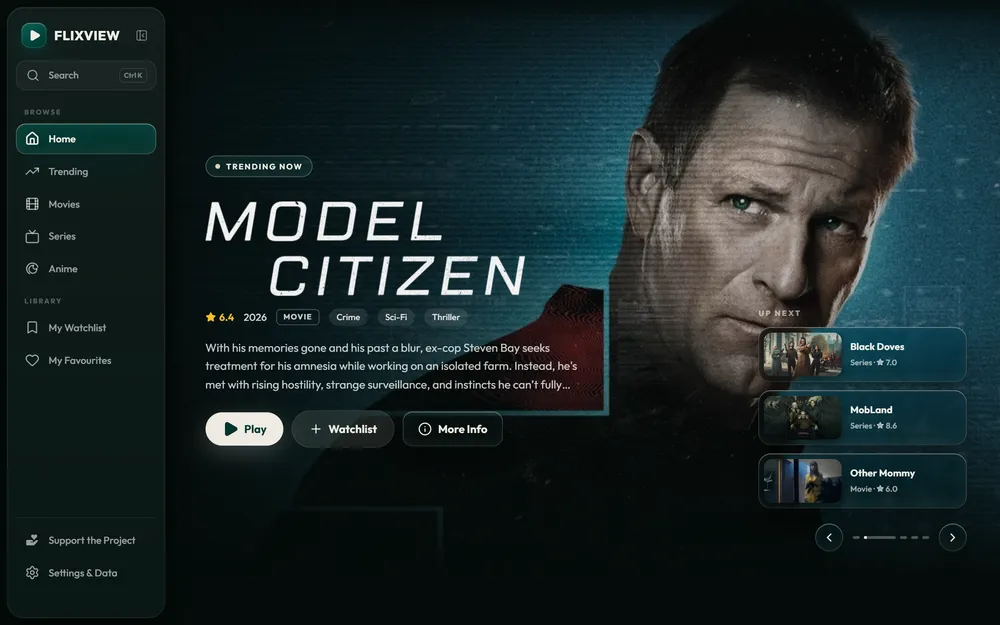 FLIXVIEW
Search
Ctrl K
BROWSE
Home
Trending
Movies
Series
Anime
LIBRARY
My Watchlist
My Favourites
Support the Project
Settings & Data
TRENDING NOW
MODEL
CITIZEN
6.4 2026 MOVIE Crime Sci-Fi Thriller
With his memories gone and his past a blur, ex-cop Steven Bay seeks
treatment for his amnesia while working on an isolated farm. Instead, he's
met with rising hostility, strange surveillance, and instincts he can't fully...
Play
Watchlist
More Info
UP NEXT
Black Doves
Series · 7.0
MobLand
Series · 8.6
Other Mommy
Movie · 6.0